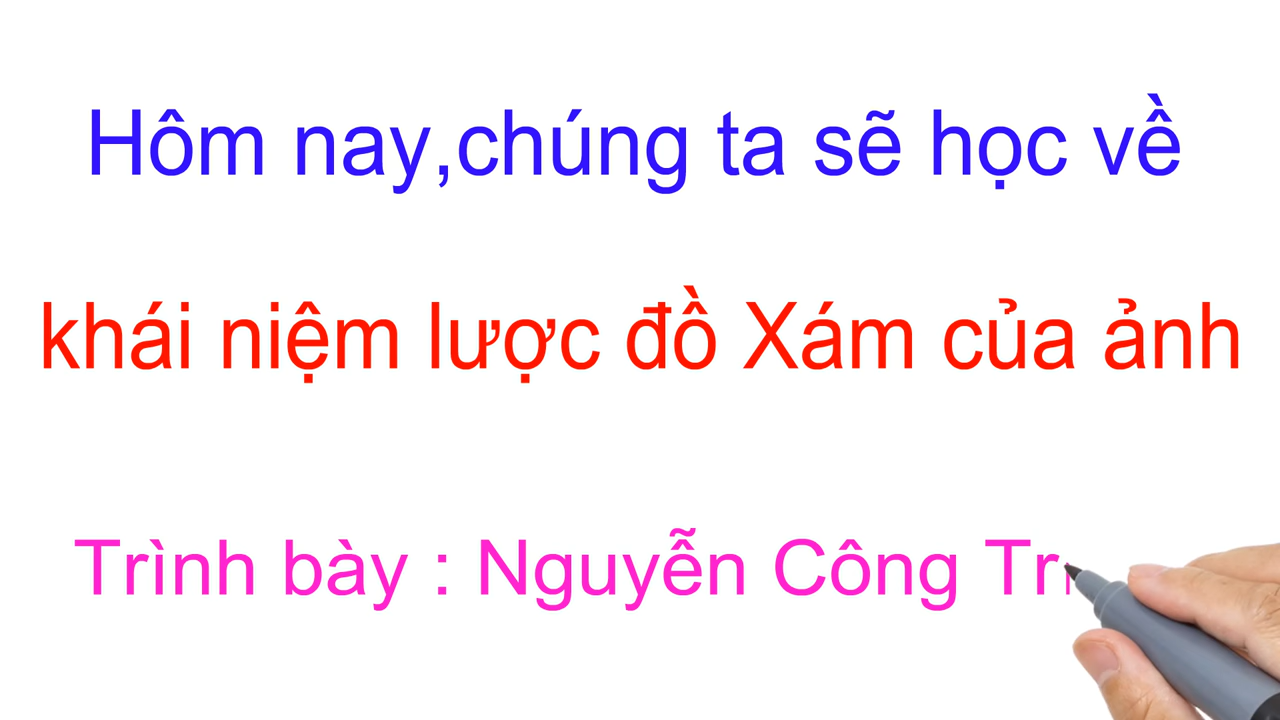 Hôm nay,chúng ta sẽ học về
khái niệm lược đồ Xám của ảnh
Trình bày : Nguyễn Công